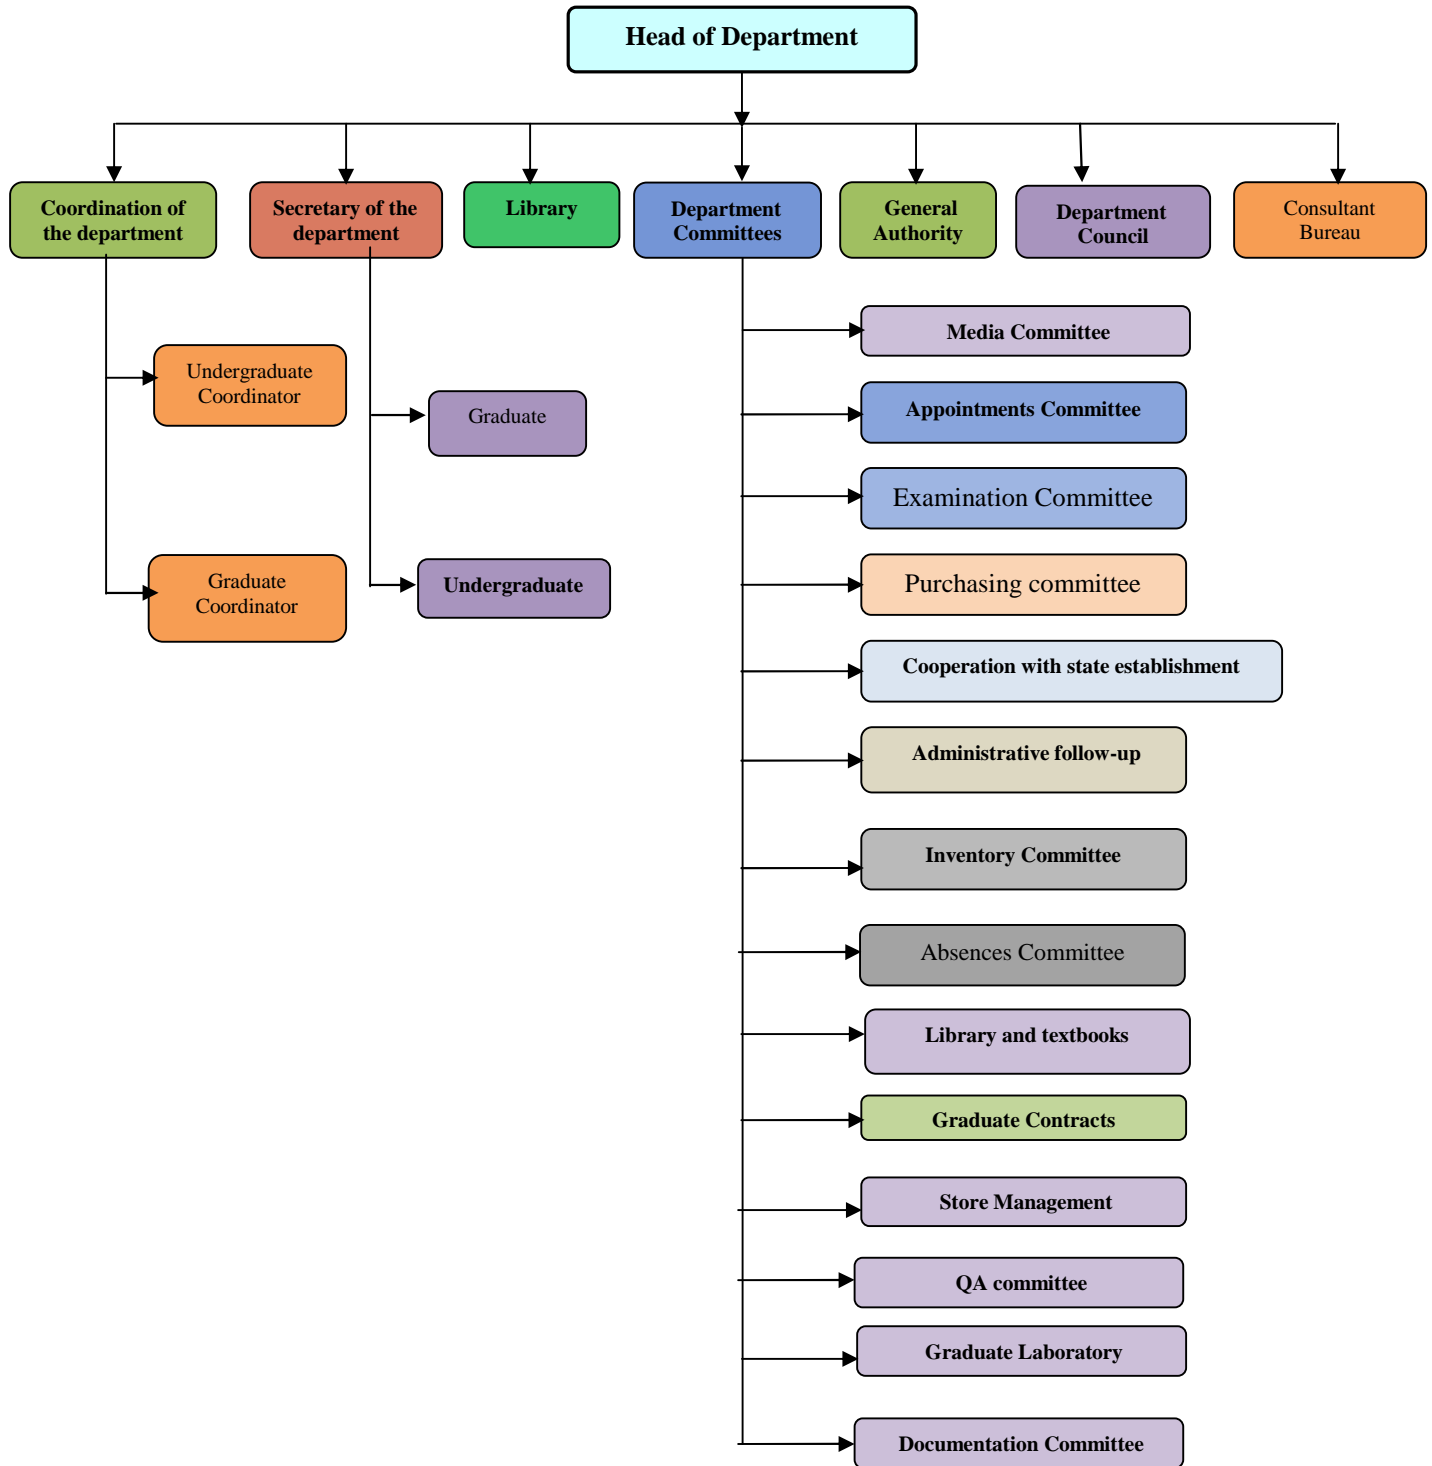 Head of Department
Coordination of
the department
Secretary of the
department
Library
Department
Committees
General
Authority
Department
Council
Consultant
Bureau
Media Committee
Undergraduate
Coordinator
Appointments Committee
Graduate
Examination Committee
Graduate
Coordinator
Undergraduate
Purchasing committee
Cooperation with state establishment
Administrative follow-up
Inventory Committee
Absences Committee
Library and textbooks
Graduate Contracts
Store Management
QA committee
Graduate Laboratory
Documentation Committee